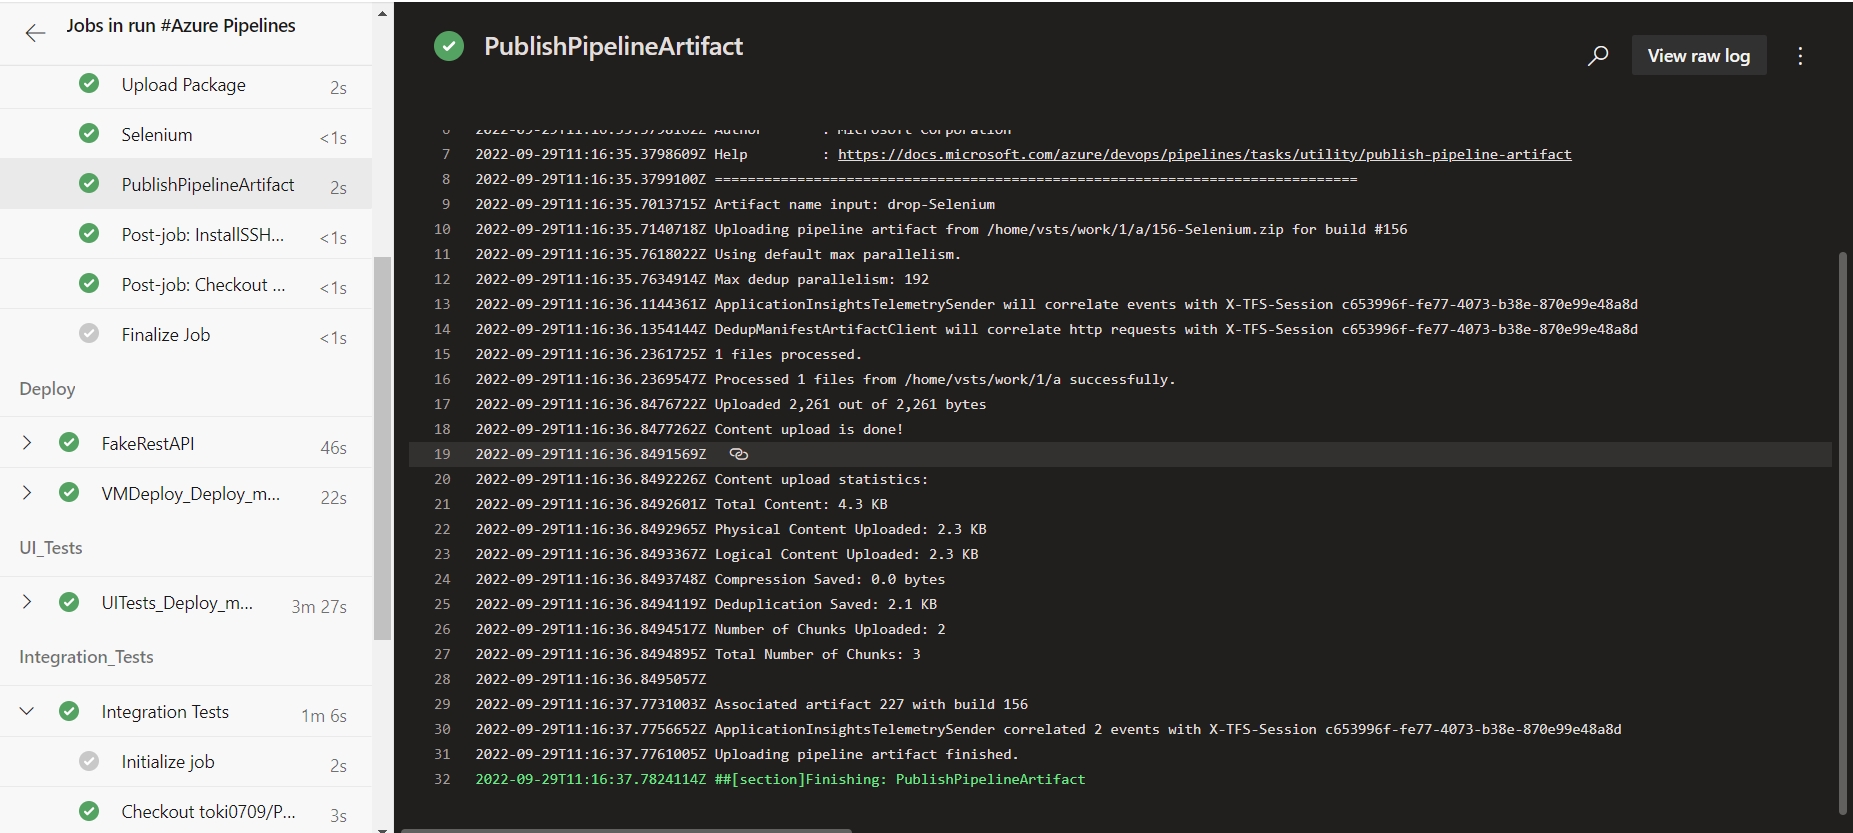 Jobs in run #Azure Pipelines
Upload Package 2s
Selenium <1s
PublishPipelineArtifact 2s
Post-job: InstallSSH... <1s
Post-job: Checkout ... <1s
Finalize Job <1s
Deploy
FakeRestAPI 46s
VMDeploy_Deploy_m... 22s
UI_Tests
UITests_Deploy_m... 3m 27s
Integration_Tests
Integration Tests 1m 6s
Initialize job 2s
Checkout toki0709/P... 3s
PublishPipelineArtifact
View raw log
6 2022-09-29T11:16:35.3798162Z Author : Microsoft Corporation
7 2022-09-29T11:16:35.3798609Z Help : https://docs.microsoft.com/azure/devops/pipelines/tasks/utility/publish-pipeline-artifact
8 2022-09-29T11:16:35.3799100Z ==============================================================================
9 2022-09-29T11:16:35.7013715Z Artifact name input: drop-Selenium
10 2022-09-29T11:16:35.7140718Z Uploading pipeline artifact from /home/vsts/work/1/a/156-Selenium.zip for build #156
11 2022-09-29T11:16:35.7618022Z Using default max parallelism.
12 2022-09-29T11:16:35.7634914Z Max dedup parallelism: 192
13 2022-09-29T11:16:36.1144361Z ApplicationInsightsTelemetrySender will correlate events with X-TFS-Session c653996f-fe77-4073-b38e-870e99e48a8d
14 2022-09-29T11:16:36.1354144Z DedupManifestArtifactClient will correlate http requests with X-TFS-Session c653996f-fe77-4073-b38e-870e99e48a8d
15 2022-09-29T11:16:36.2361725Z 1 files processed.
16 2022-09-29T11:16:36.2369547Z Processed 1 files from /home/vsts/work/1/a successfully.
17 2022-09-29T11:16:36.8476722Z Uploaded 2,261 out of 2,261 bytes
18 2022-09-29T11:16:36.8477262Z Content upload is done!
19 2022-09-29T11:16:36.8491569Z
20 2022-09-29T11:16:36.8492226Z Content upload statistics:
21 2022-09-29T11:16:36.8492601Z Total Content: 4.3 KB
22 2022-09-29T11:16:36.8492965Z Physical Content Uploaded: 2.3 KB
23 2022-09-29T11:16:36.8493367Z Logical Content Uploaded: 2.3 KB
24 2022-09-29T11:16:36.8493748Z Compression Saved: 0.0 bytes
25 2022-09-29T11:16:36.8494119Z Deduplication Saved: 2.1 KB
26 2022-09-29T11:16:36.8494517Z Number of Chunks Uploaded: 2
27 2022-09-29T11:16:36.8494895Z Total Number of Chunks: 3
28 2022-09-29T11:16:36.8495057Z
29 2022-09-29T11:16:37.7731003Z Associated artifact 227 with build 156
30 2022-09-29T11:16:37.7756652Z ApplicationInsightsTelemetrySender correlated 2 events with X-TFS-Session c653996f-fe77-4073-b38e-870e99e48a8d
31 2022-09-29T11:16:37.7761005Z Uploading pipeline artifact finished.
32 2022-09-29T11:16:37.7824114Z ##[section]Finishing: PublishPipelineArtifact